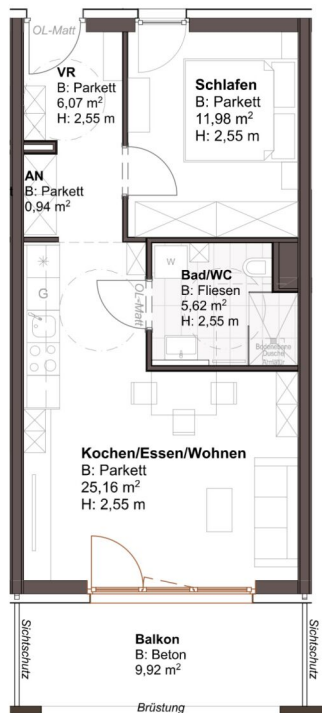 OL-Matt
VR
B: Parkett
6,07 m²
H: 2,55 m
Schlafen
B: Parkett
11,98 m²
H: 2,55 m
AN
B: Parkett
0,94 m²
W
Bad/WC
B: Fliesen
5,62 m²
H: 2,55 m
G
OL-Matt
Dusche
Kochen/Essen/Wohnen
B: Parkett
25,16 m²
H: 2,55 m
Sichtschutz
Balkon
B: Beton
9,92 m²
Sichtschutz
Brüstung